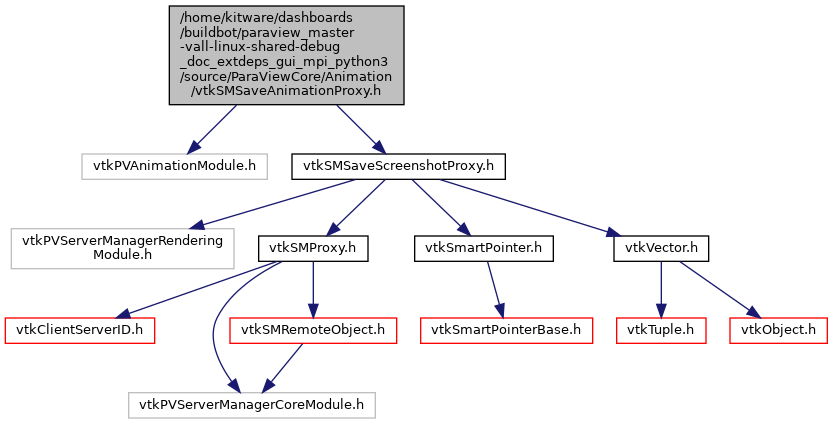 /home/kitware/dashboards
/buildbot/paraview_master
-vall-linux-shared-debug
_doc_extdeps_gui_mpi_python3
/source/ParaViewCore/Animation
/vtkSMSaveAnimationProxy.h
vtkPVAnimationModule.h
vtkSMSaveScreenshotProxy.h
vtkPVServerManagerRendering
Module.h
vtkSMProxy.h
vtkSmartPointer.h
vtkVector.h
vtkClientServerID.h
vtkSMRemoteObject.h
vtkSmartPointerBase.h
vtkTuple.h
vtkObject.h
vtkPVServerManagerCoreModule.h